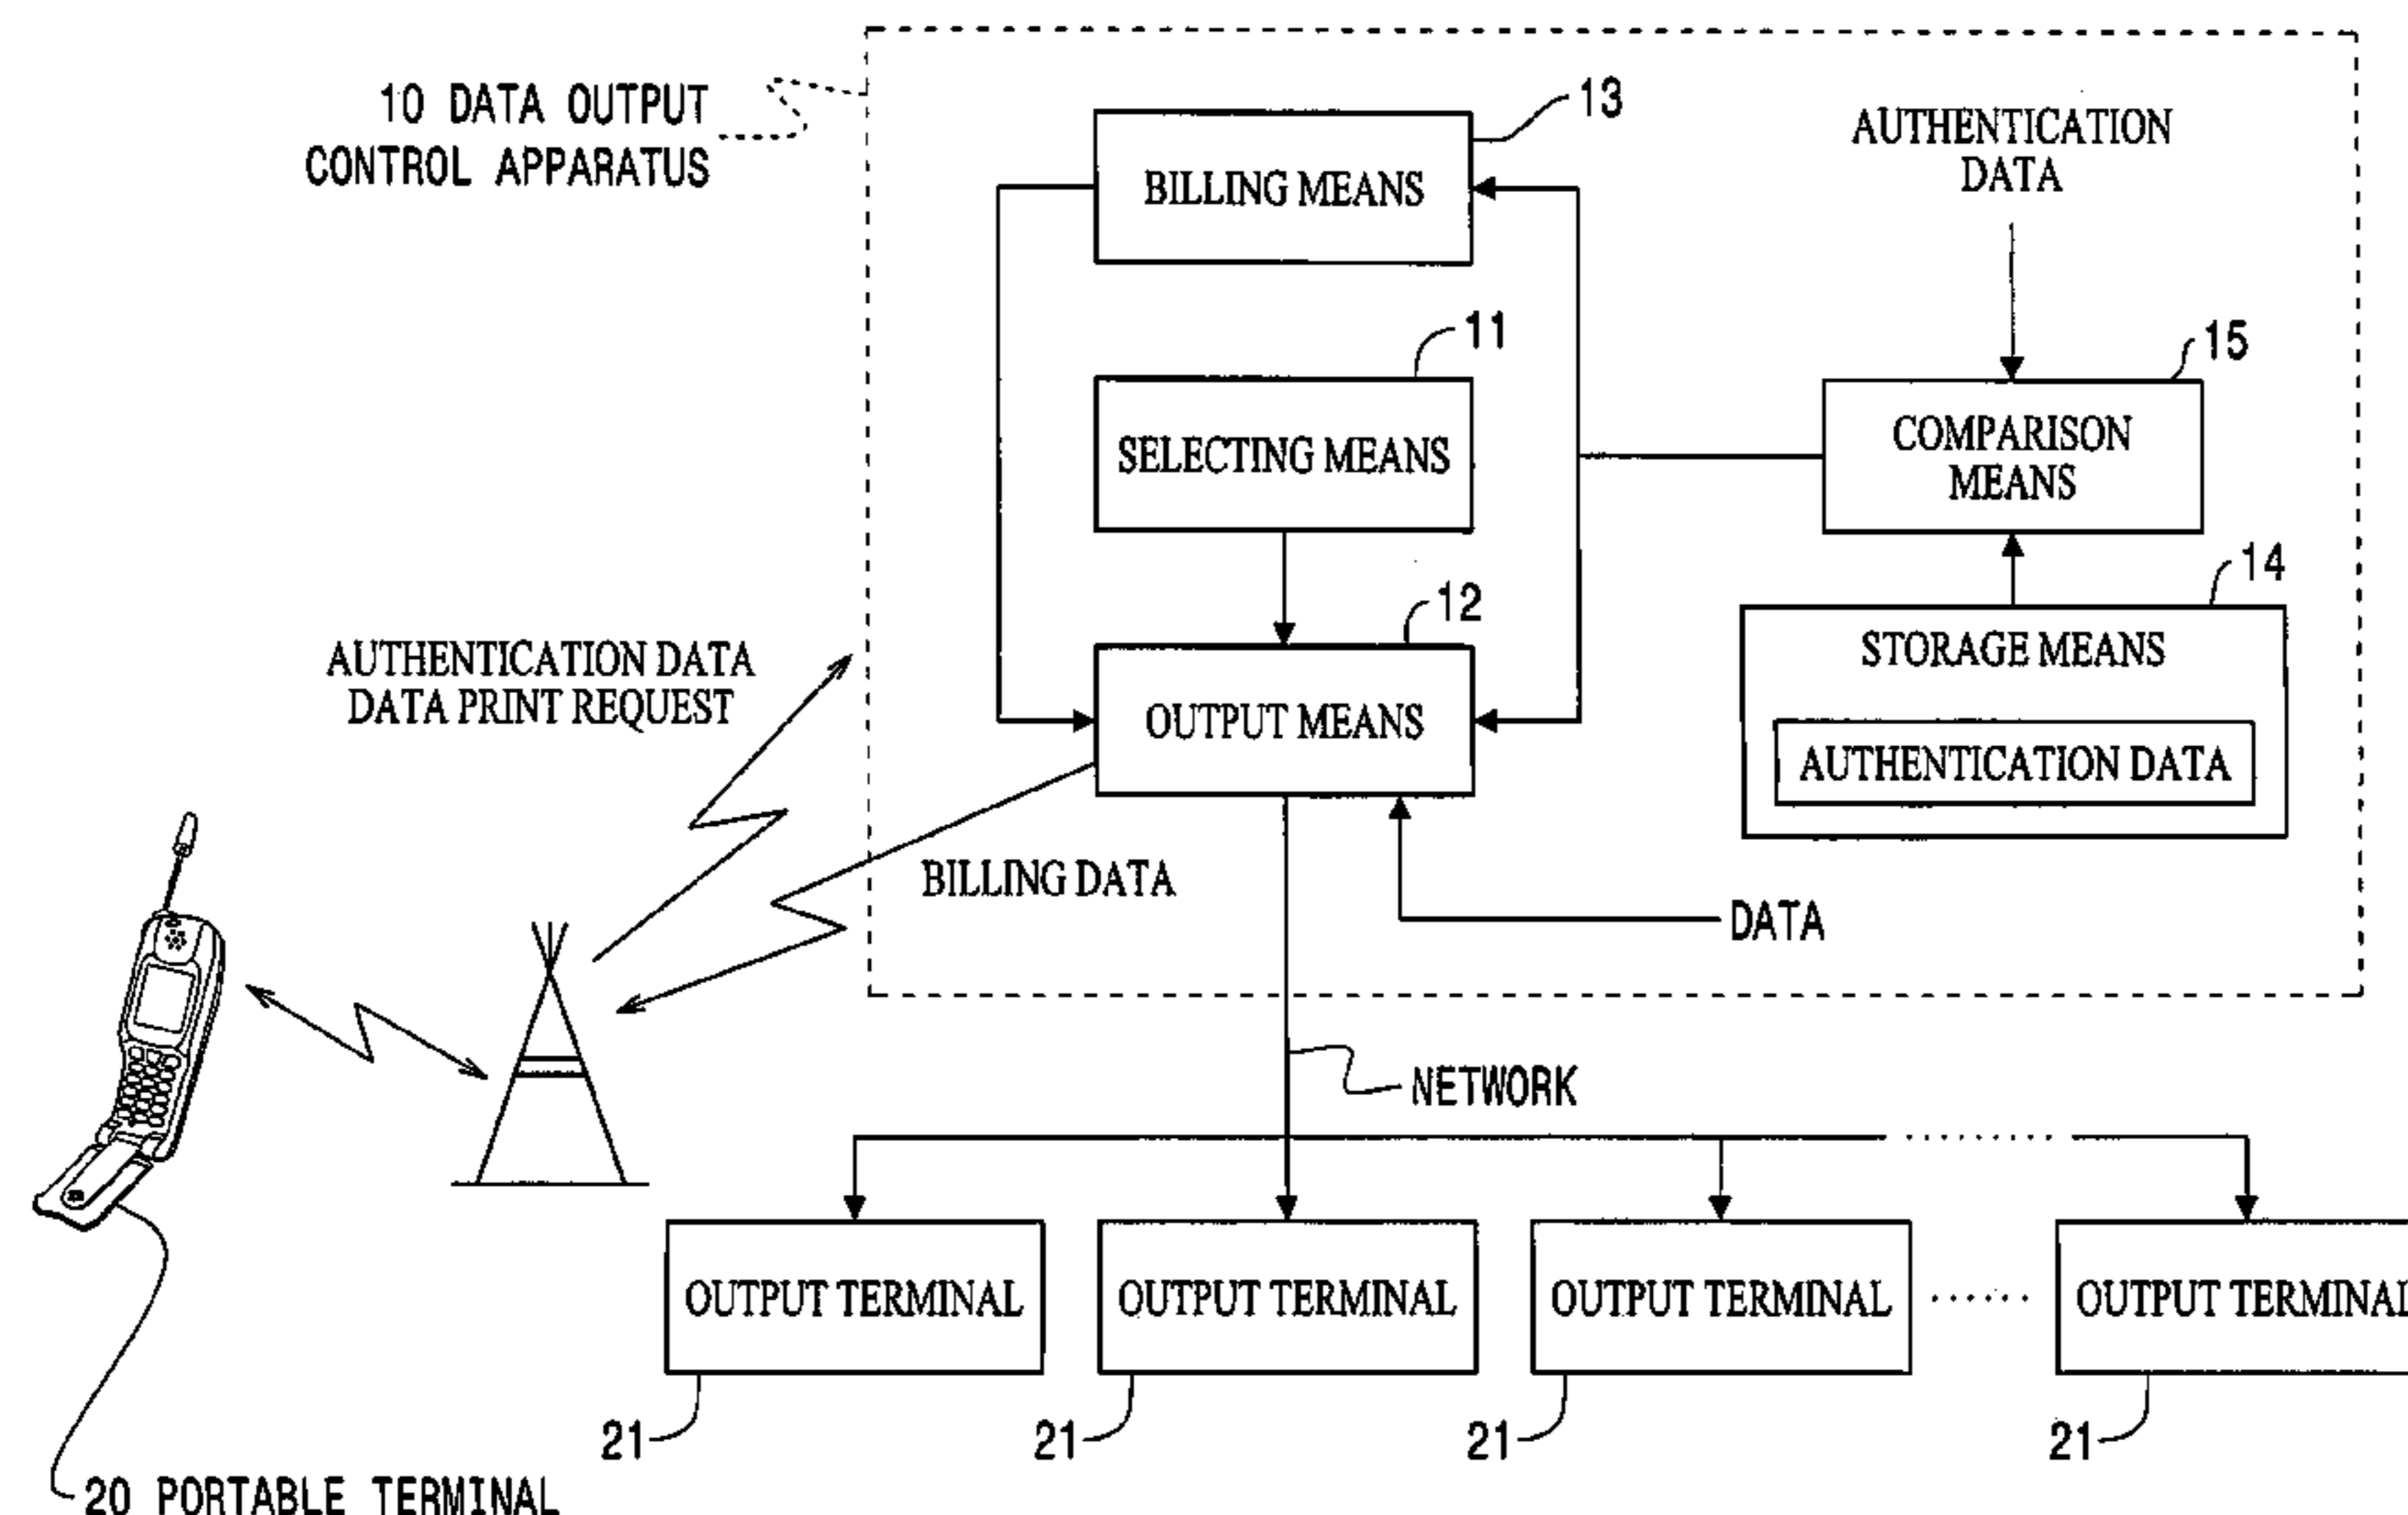 10 DATA OUTPUT
CONTROL APPARATUS
13
BILLING MEANS
AUTHENTICATION
DATA
11
SELECTING MEANS
15
COMPARISON
MEANS
12
OUTPUT MEANS
14
STORAGE MEANS
AUTHENTICATION DATA
AUTHENTICATION DATA
DATA PRINT REQUEST
BILLING DATA
DATA
NETWORK
OUTPUT TERMINAL
OUTPUT TERMINAL
OUTPUT TERMINAL
......
OUTPUT TERMINAL
21
21
21
21
20 PORTABLE TERMINAL